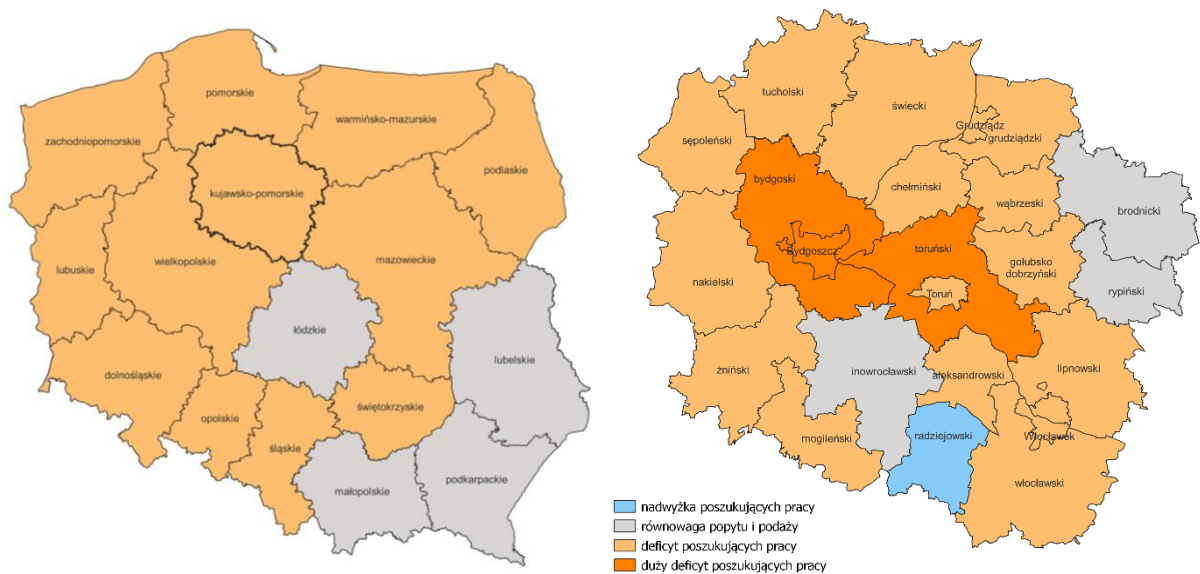 pomorskie
warmińsko-mazurskie
zachodniopomorskie
podlaskie
kujawsko-pomorskie
mazowieckie
wielkopolskie
lubuskie
łódzkie
lubelskie
dolnośląskie
świętokrzyskie
opolskie
śląskie
podkarpackie
małopolskie
tucholski
świecki
Grudziądz
grudziądzki
sępoleński
bydgoski
chełmiński
wąbrzeski
brodnicki
Bydgoszcz
toruński
golubsko
dobrzyński
nakielski
Toruń
rypiński
żniński
inowrocławski
aleksandrowski
lipnowski
mogileński
radziejowski
Włocławek
włocławski
nadwyżka poszukujących pracy
równowaga popytu i podaży
deficyt poszukujących pracy
duży deficyt poszukujących pracy